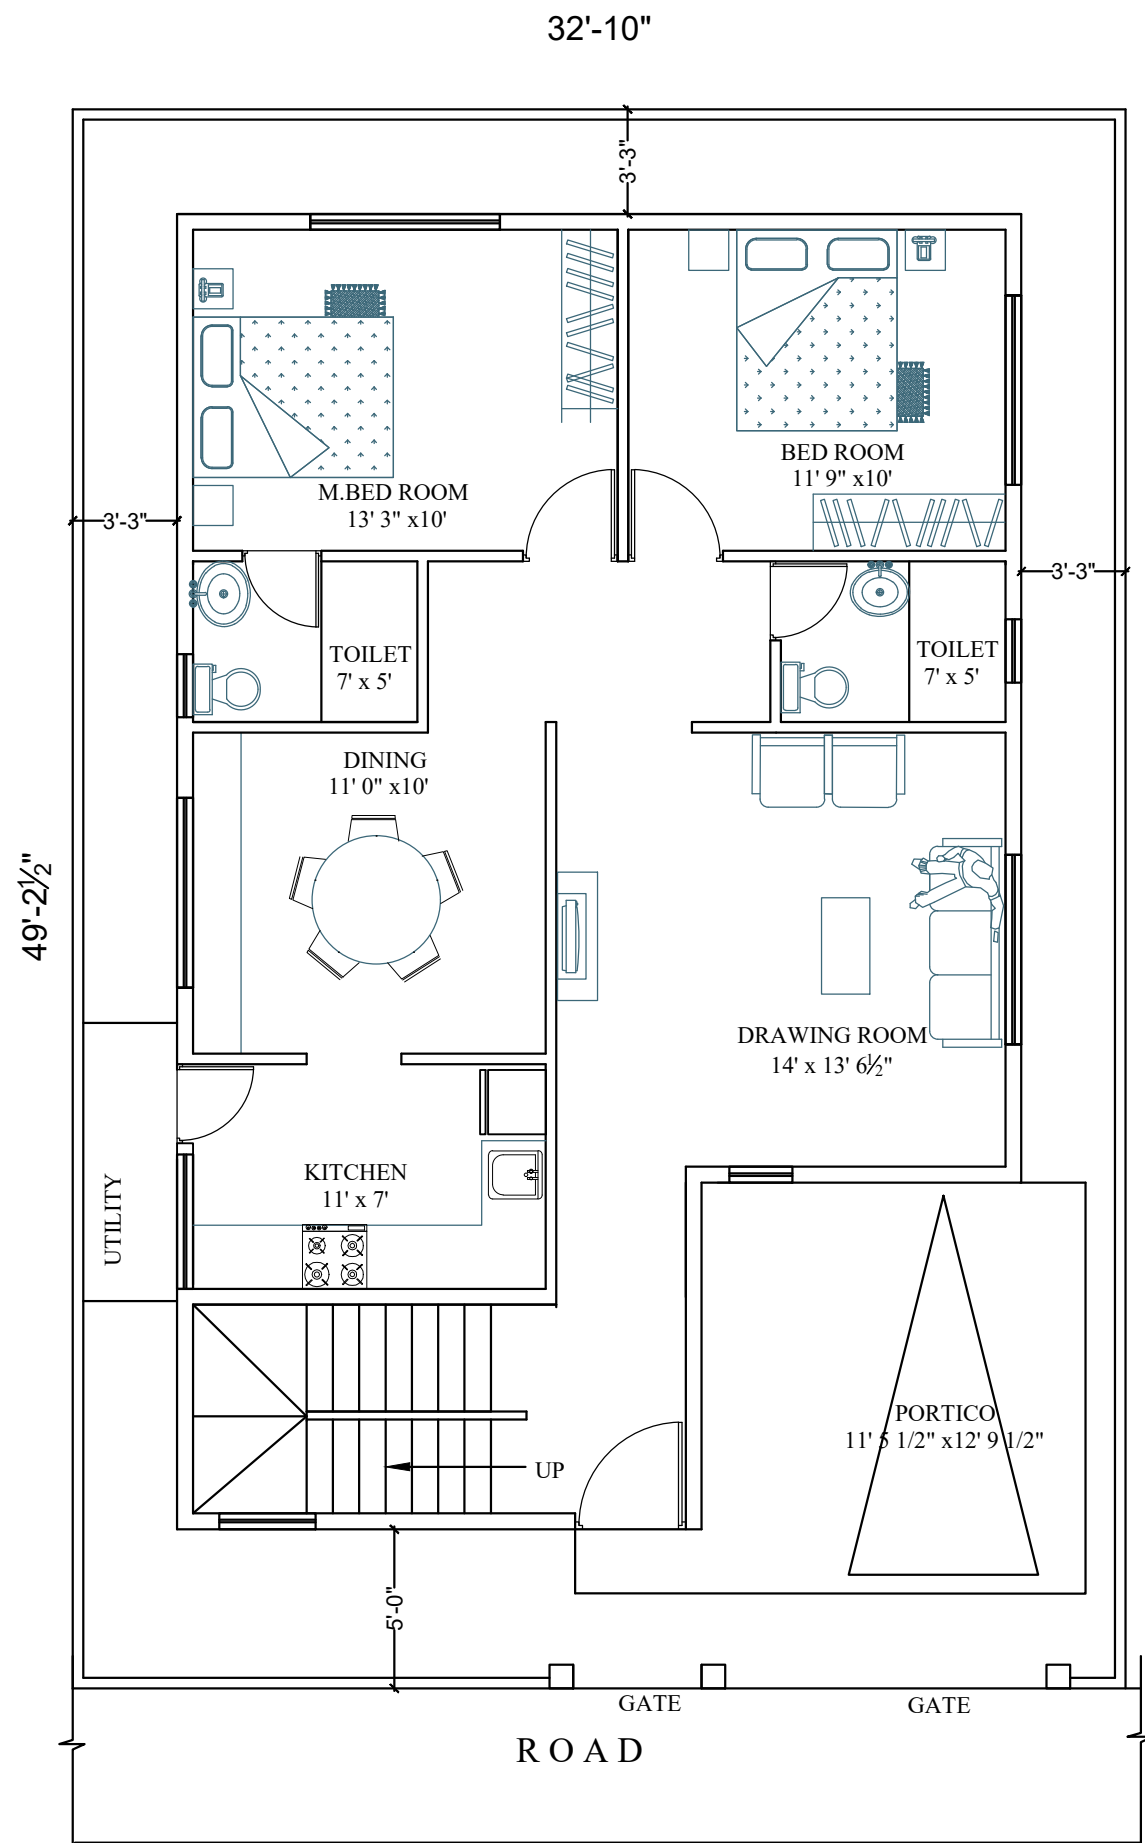 32'-10"
3'-3"
BED ROOM
11' 9" x10'
M.BED ROOM
13' 3" x10'
3'-3"
3'-3"
TOILET
7' x 5'
TOILET
7' x 5'
DINING
11' 0" x10'
49'-2½"
DRAWING ROOM
14' x 13' 6½"
KITCHEN
11' x 7'
UTILITY
PORTICO
11' 5 1/2" x12' 9 1/2"
UP
5'-0"
GATE
GATE
ROAD